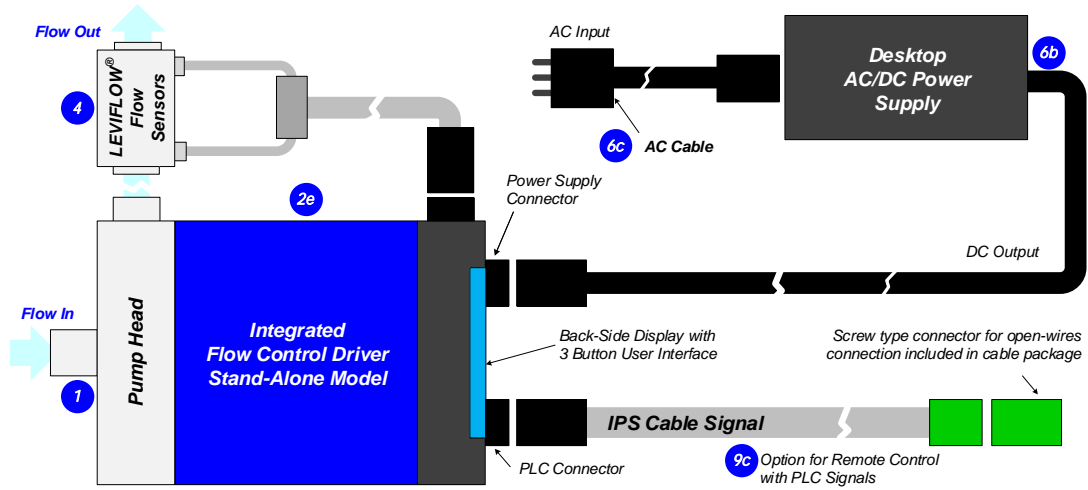 Flow Out
4
LEVIFLOW®
Flow
Sensors
AC Input
6c
AC Cable
Desktop
AC/DC Power
Supply
6b
2e
Power Supply
Connector
DC Output
Flow In
1
Pump Head
Integrated
Flow Control Driver
Stand-Alone Model
Back-Side Display with
3 Button User Interface
Screw type connector for open-wires
connection included in cable package
IPS Cable Signal
PLC Connector
9c
Option for Remote Control
with PLC Signals